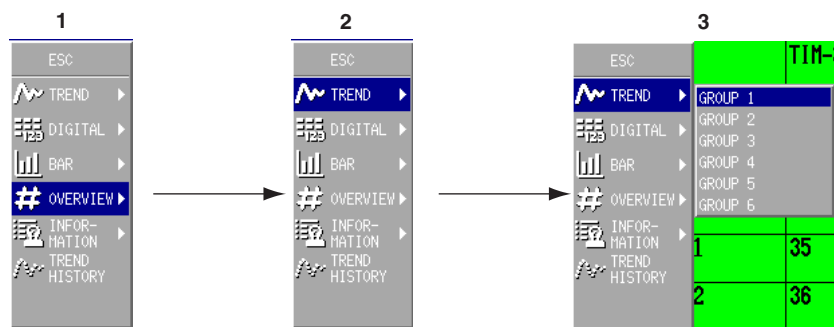 1
ESC
TREND
DIGITAL
BAR
OVERVIEW
INFOR-
MATION
TREND
HISTORY
2
ESC
TREND
DIGITAL
BAR
OVERVIEW
INFOR-
MATION
TREND
HISTORY
3
ESC
TREND
DIGITAL
BAR
OVERVIEW
INFOR-
MATION
TREND
HISTORY
TIM-
GROUP 1
GROUP 2
GROUP 3
GROUP 4
GROUP 5
GROUP 6
1 35
2 36